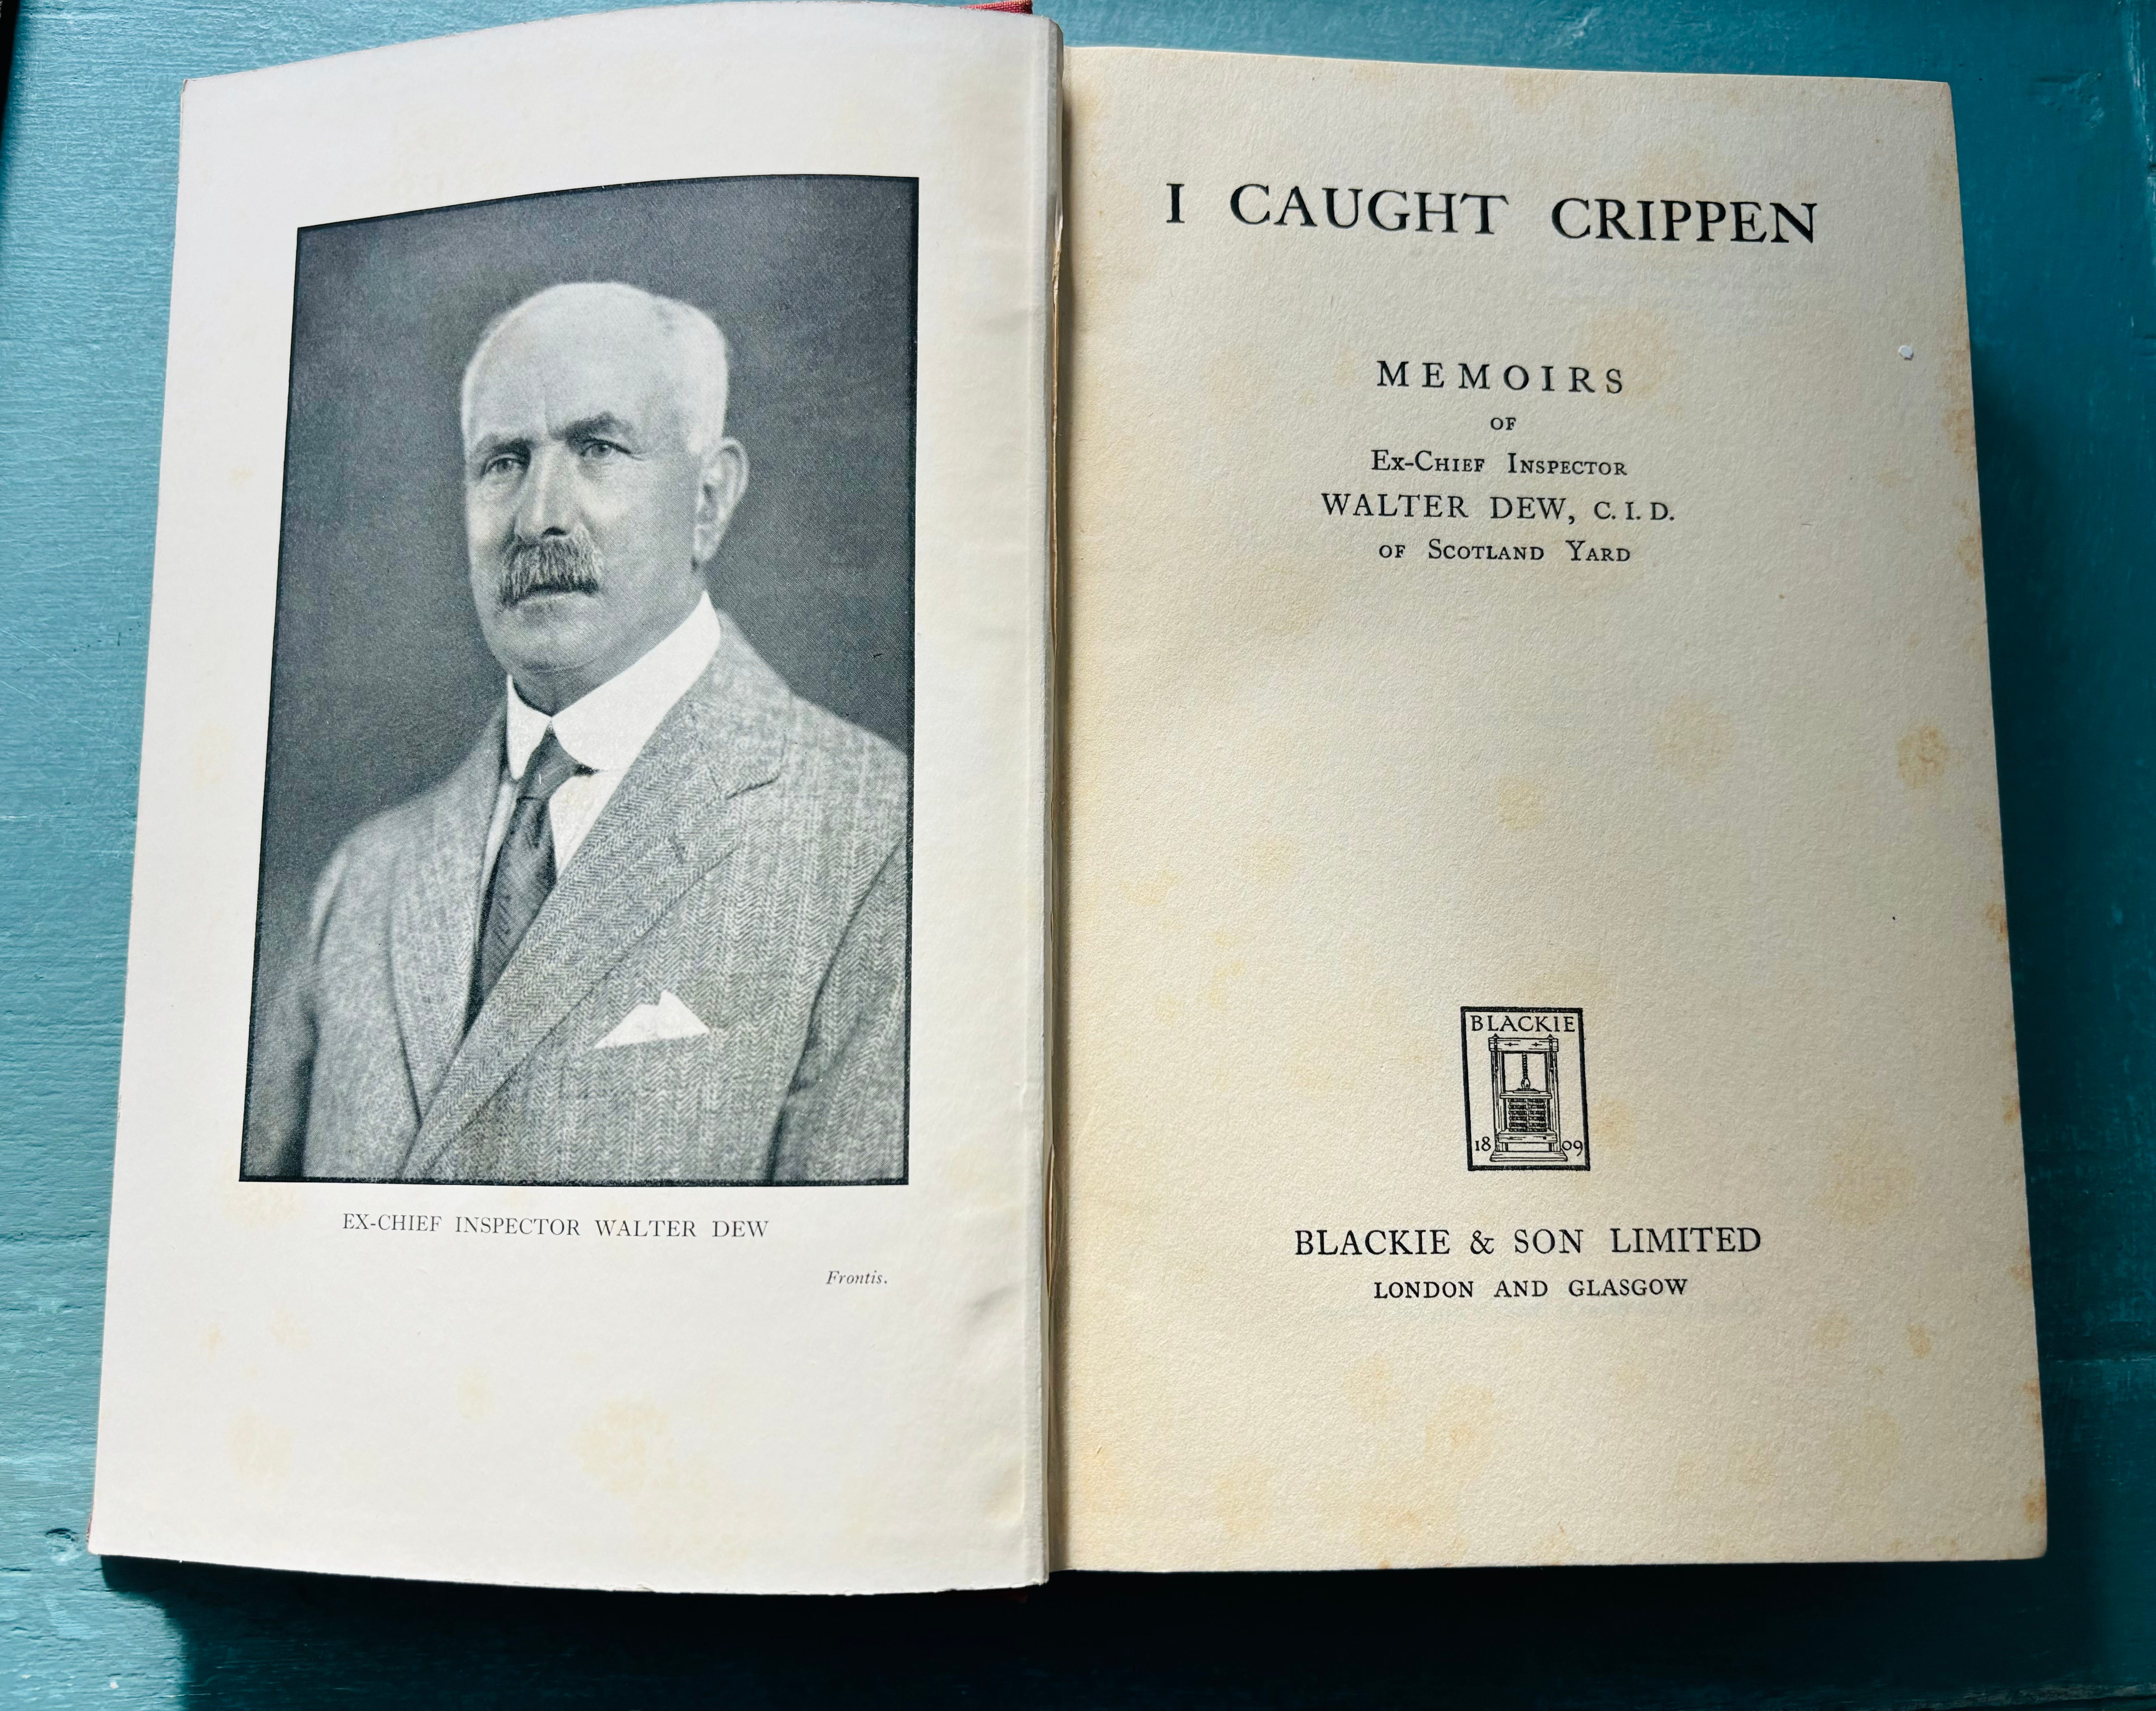 EX-CHIEF INSPECTOR WALTER DEW
Frontis.
I CAUGHT CRIPPEN
MEMOIRS
OF
EX-CHIEF INSPECTOR
WALTER DEW, C.I.D.
OF SCOTLAND YARD
BLACKIE
18 09
BLACKIE & SON LIMITED
LONDON AND GLASGOW